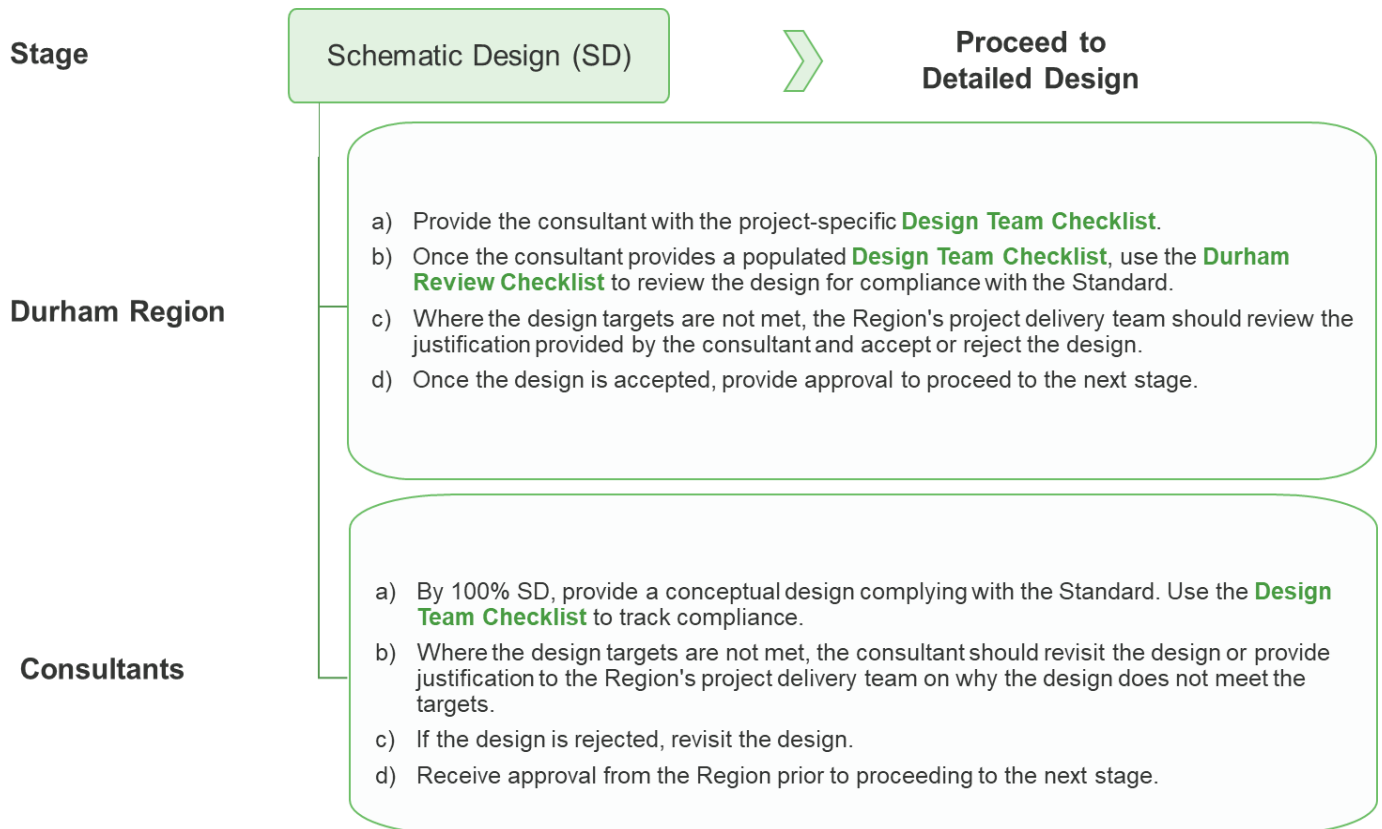 Stage
Schematic Design (SD)
Proceed to
Detailed Design
Durham Region
a) Provide the consultant with the project-specific Design Team Checklist.
b) Once the consultant provides a populated Design Team Checklist, use the Durham
Review Checklist to review the design for compliance with the Standard.
c) Where the design targets are not met, the Region's project delivery team should review the
justification provided by the consultant and accept or reject the design.
d) Once the design is accepted, provide approval to proceed to the next stage.
Consultants
a) By 100% SD, provide a conceptual design complying with the Standard. Use the Design
Team Checklist to track compliance.
b) Where the design targets are not met, the consultant should revisit the design or provide
justification to the Region's project delivery team on why the design does not meet the
targets.
c) If the design is rejected, revisit the design.
d) Receive approval from the Region prior to proceeding to the next stage.